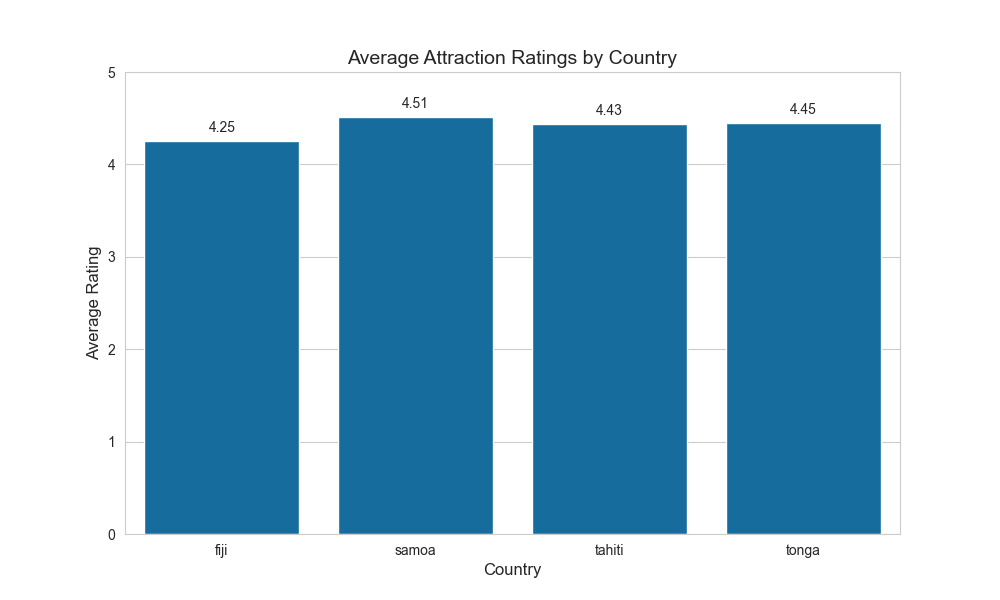 Average Attraction Ratings by Country
5
4
3
2
1
0
Average Rating
4.25
4.51
4.43
4.45
fiji
samoa
tahiti
tonga
Country